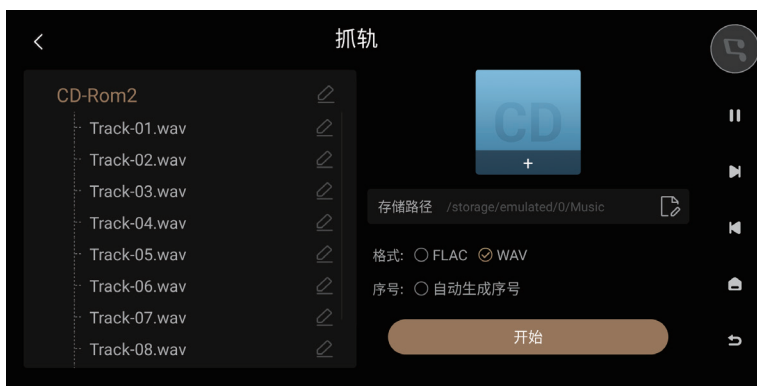 抓轨
CD-Rom2
Track-01.wav
Track-02.wav
Track-03.wav
Track-04.wav
Track-05.wav
Track-06.wav
Track-07.wav
Track-08.wav
CD
+
存储路径 /storage/emulated/0/Music
格式: FLAC WAV
序号: 自动生成序号
开始